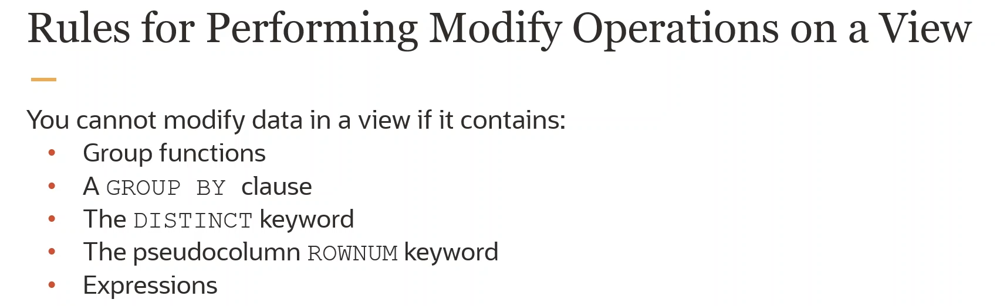 Rules for Performing Modify Operations on a View
You cannot modify data in a view if it contains:
• Group functions
• A GROUP BY clause
• The DISTINCT keyword
• The pseudocolumn ROWNUM keyword
• Expressions